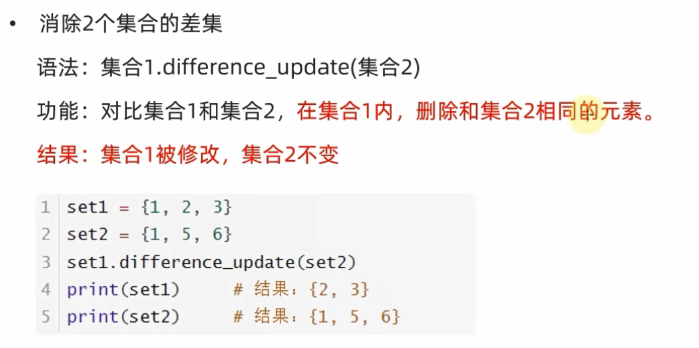 • 消除2个集合的差集
语法：集合1.difference_update(集合2)
功能：对比集合1和集合2，在集合1内，删除和集合2相同的元素。
结果：集合1被修改，集合2不变
1 set1 = {1, 2, 3}
2 set2 = {1, 5, 6}
3 set1.difference_update(set2)
4 print(set1)     # 结果：{2, 3}
5 print(set2)     # 结果：{1, 5, 6}